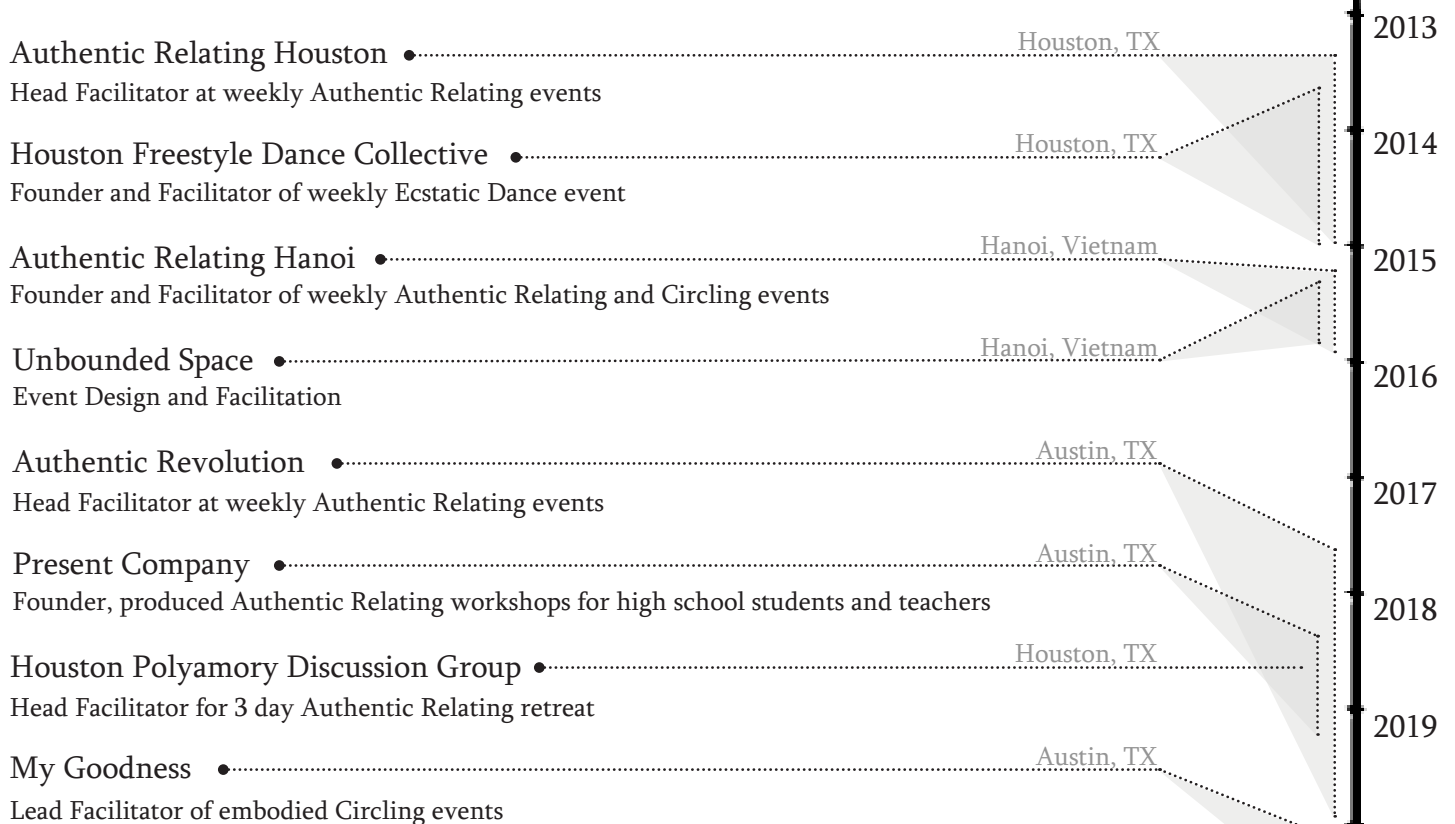 2013
Houston, TX
Authentic Relating Houston
Head Facilitator at weekly Authentic Relating events
2014
Houston, TX
Houston Freestyle Dance Collective
Founder and Facilitator of weekly Ecstatic Dance event
Hanoi, Vietnam
2015
Authentic Relating Hanoi
Founder and Facilitator of weekly Authentic Relating and Circling events
Hanoi, Vietnam
Unbounded Space
2016
Event Design and Facilitation
Austin, TX
Authentic Revolution
2017
Head Facilitator at weekly Authentic Relating events
Austin, TX
Present Company
2018
Founder, produced Authentic Relating workshops for high school students and teachers
Houston, TX
Houston Polyamory Discussion Group
Head Facilitator for 3 day Authentic Relating retreat
2019
Austin, TX
My Goodness
Lead Facilitator of embodied Circling events